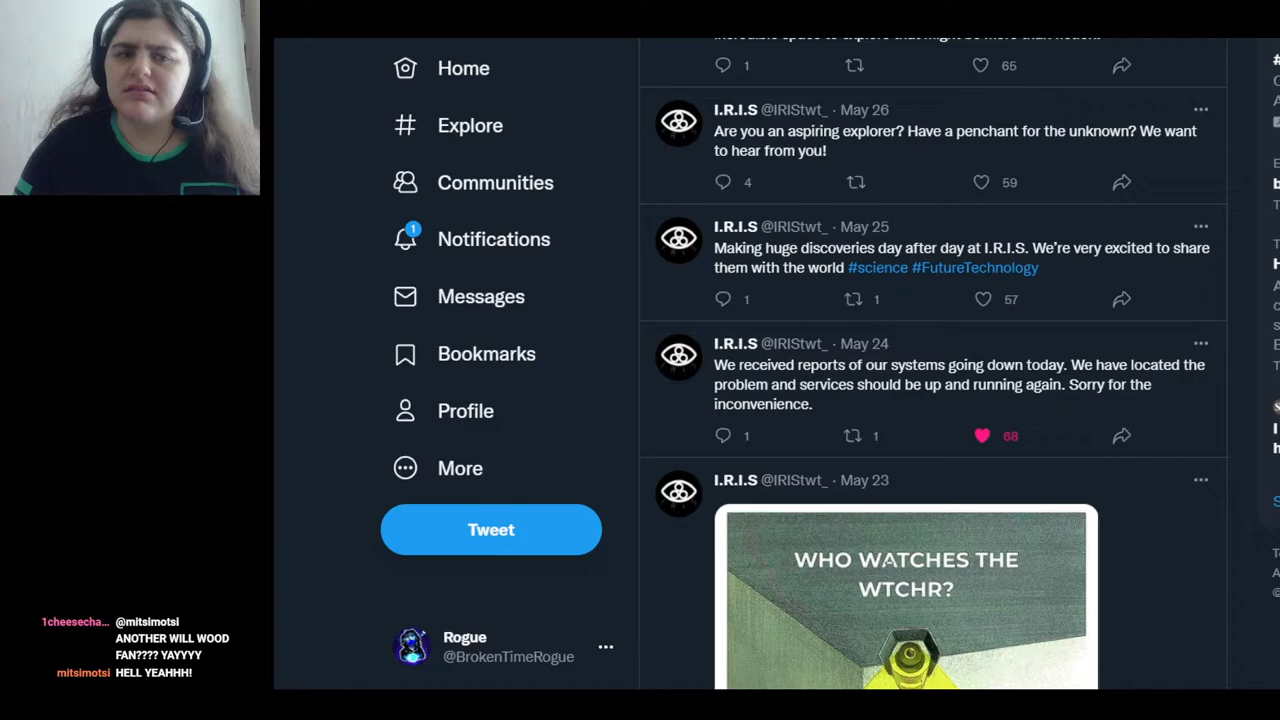 Home
Explore
Communities
1
Notifications
Messages
Bookmarks
Profile
More
Tweet
Rogue
@BrokenTimeRogue
1 65
I.R.I.S @IRIStwt_ · May 26
Are you an aspiring explorer? Have a penchant for the unknown? We want
to hear from you!
4 59
I.R.I.S @IRIStwt_ · May 25
Making huge discoveries day after day at I.R.I.S. We’re very excited to share
them with the world #science #FutureTechnology
1 1 57
I.R.I.S @IRIStwt_ · May 24
We received reports of our systems going down today. We have located the
problem and services should be up and running again. Sorry for the
inconvenience.
1 1 68
I.R.I.S @IRIStwt_ · May 23
WHO WATCHES THE
WTCHR?
1cheesecha... @mitsimotsi
ANOTHER WILL WOOD
FAN???? YAYYYY
mitsimotsi HELL YEAHHH!